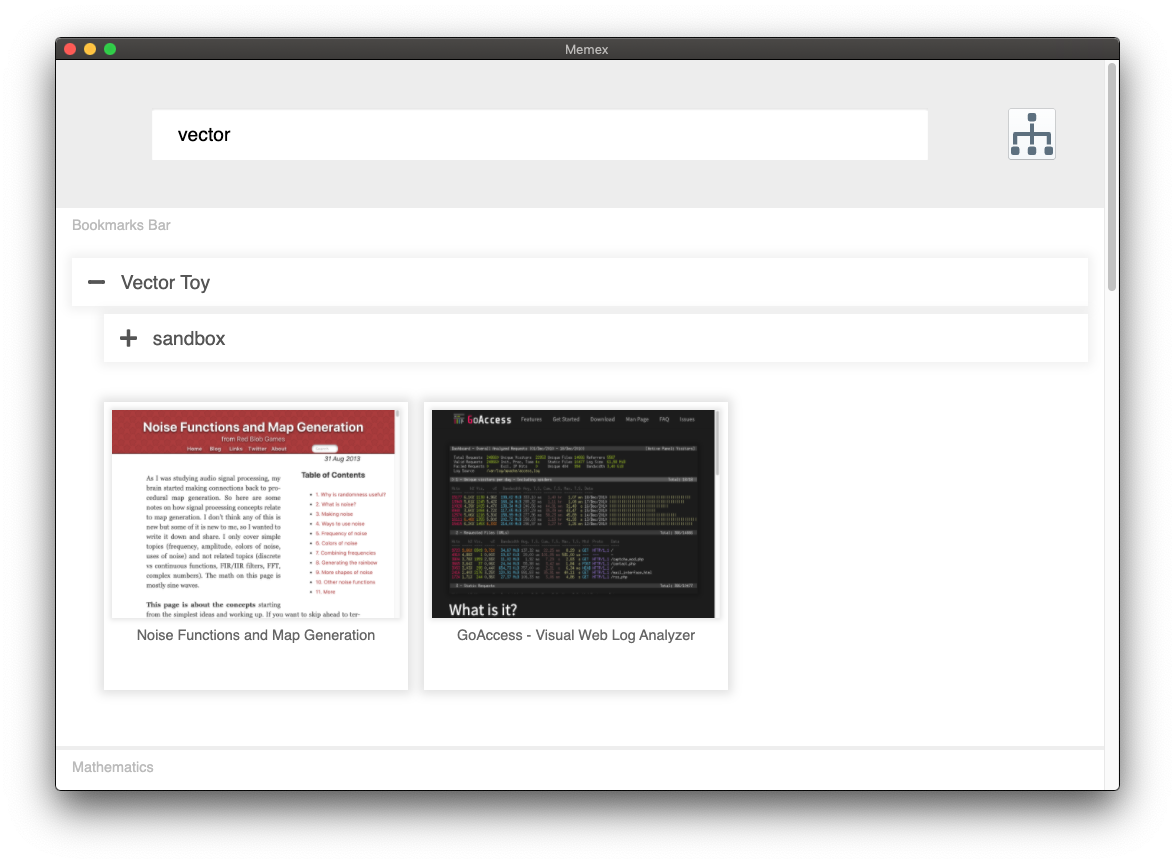 Memex
vector
Bookmarks Bar
Vector Toy
sandbox
Noise Functions and Map Generation
from Red Blob Games
Home Blog Links Twitter About
31 Aug 2013
Table of Contents
1. Why is randomness useful?
2. What is noise?
3. Making noise
4. Ways to use noise
5. Frequency of noise
6. Colors of noise
7. Combining frequencies
8. Generating the rainbow
9. More shapes of noise
10. Other noise functions
11. More
As I was studying audio signal processing, my
brain started making connections back to pro-
cedural map generation. So here are some
notes on how signal processing concepts relate
to map generation. I don't think any of this is
new but some of it is new to me, so I wanted to
write it down and share. I only cover simple
topics (frequency, amplitude, colors of noise,
uses of noise) and not related topics (discrete
vs continuous functions, FIR/IIR filters, FFT,
complex numbers). The math on this page is
mostly sine waves.
This page is about the concepts starting
from the simplest ideas and working up. If you want to skip ahead to ter-
Noise Functions and Map Generation
GoAccess Features Get Started Download Man Page FAQ Issues
What is it?
GoAccess - Visual Web Log Analyzer
Mathematics